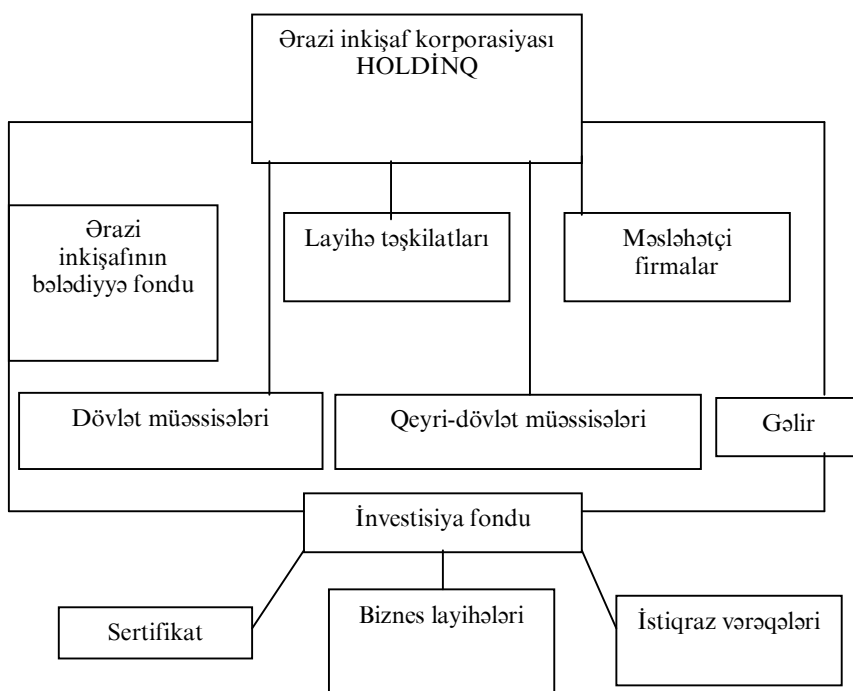 Ərazi inkişaf korporasiyası
HOLDİNQ
Ərazi
inkişafının
bələdiyyə fondu
Layihə təşkilatları
Məsləhətçi
firmalar
Dövlət müəssisələri
Qeyri-dövlət müəssisələri
Gəlir
İnvestisiya fondu
Sertifikat
Biznes layihələri
İstiqraz vərəqələri